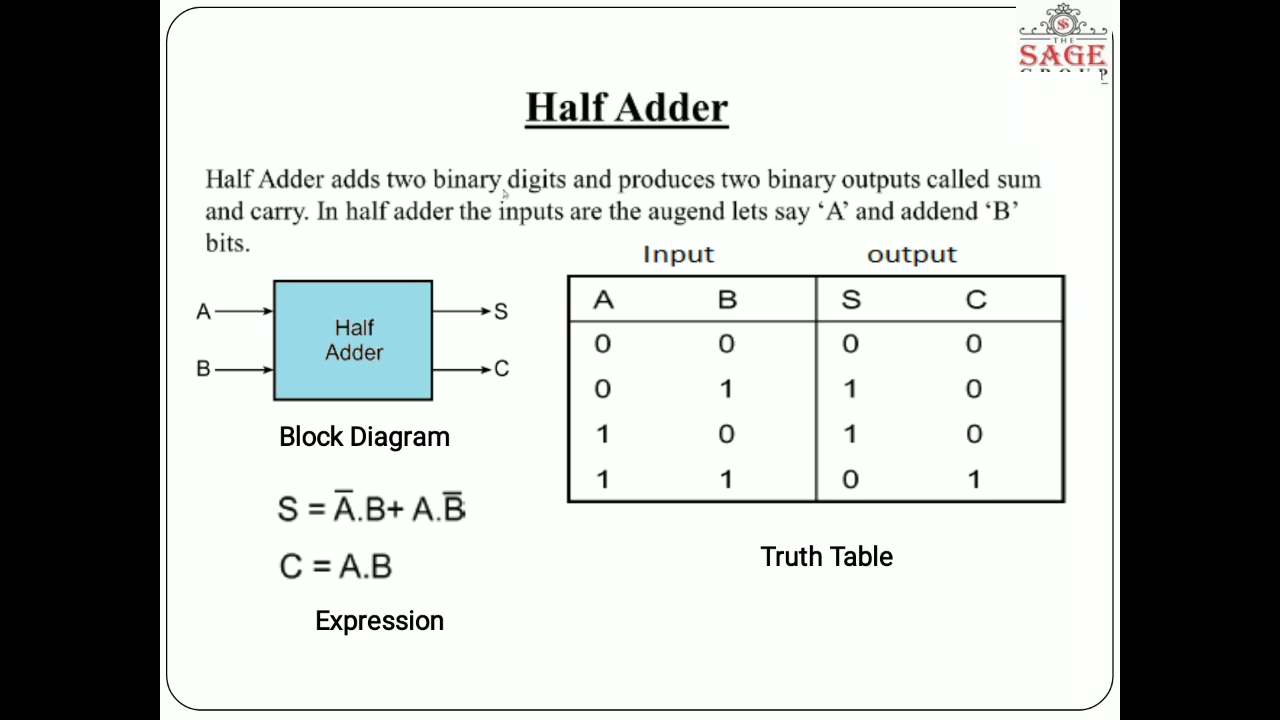 THE
SAGE
GROUP
Half Adder
Half Adder adds two binary digits and produces two binary outputs called sum
and carry. In half adder the inputs are the augend lets say ‘A’ and addend ‘B’
bits.
Input output
A B S C
0 0 0 0
0 1 1 0
1 0 1 0
1 1 0 1
Truth Table
A
B
Half
Adder
S
C
Block Diagram
S = A̅.B+ A.B̅
C = A.B
Expression